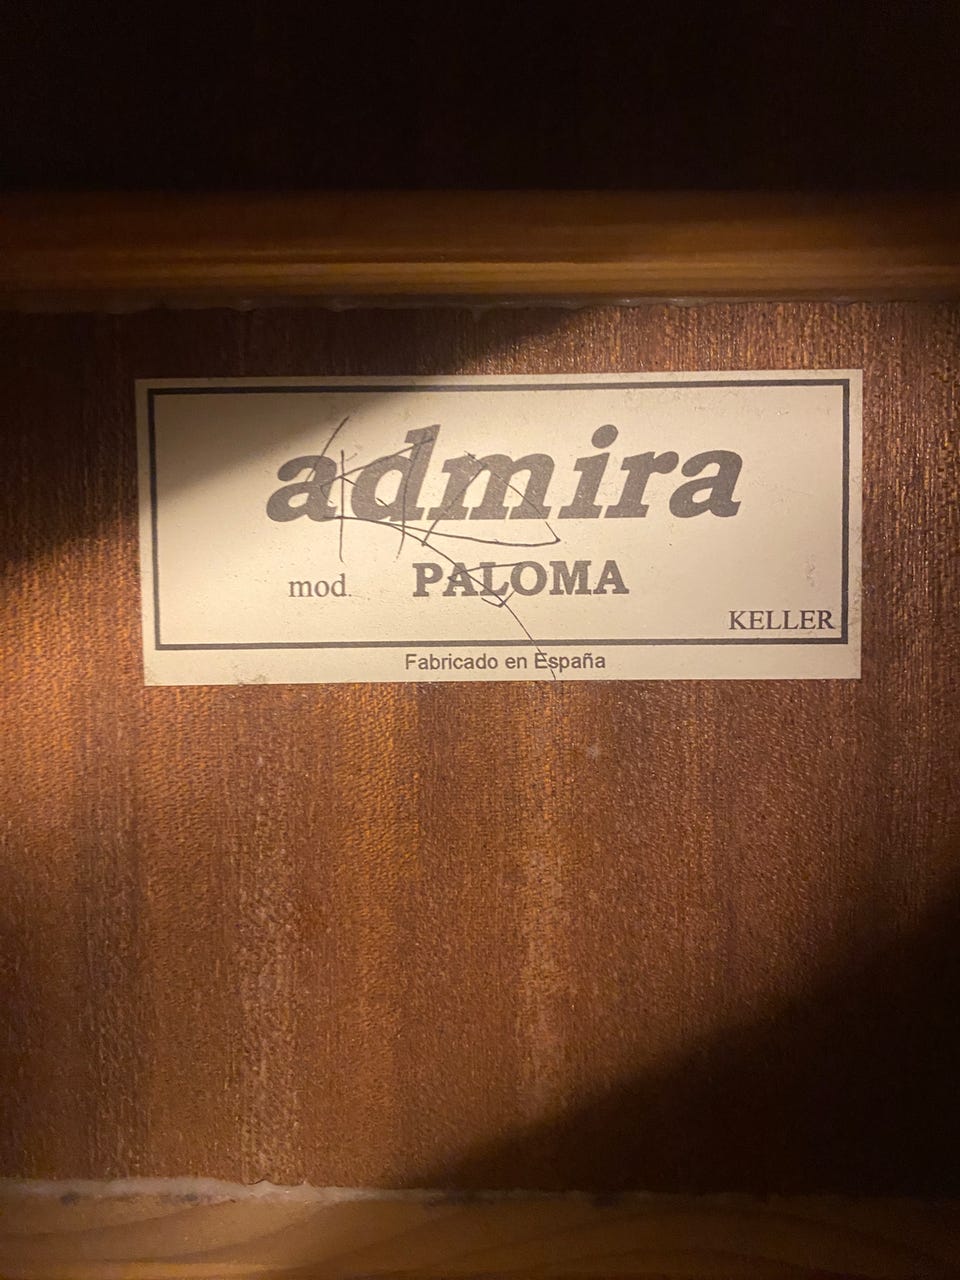 admira
mod. PALOMA
KELLER
Fabricado en España